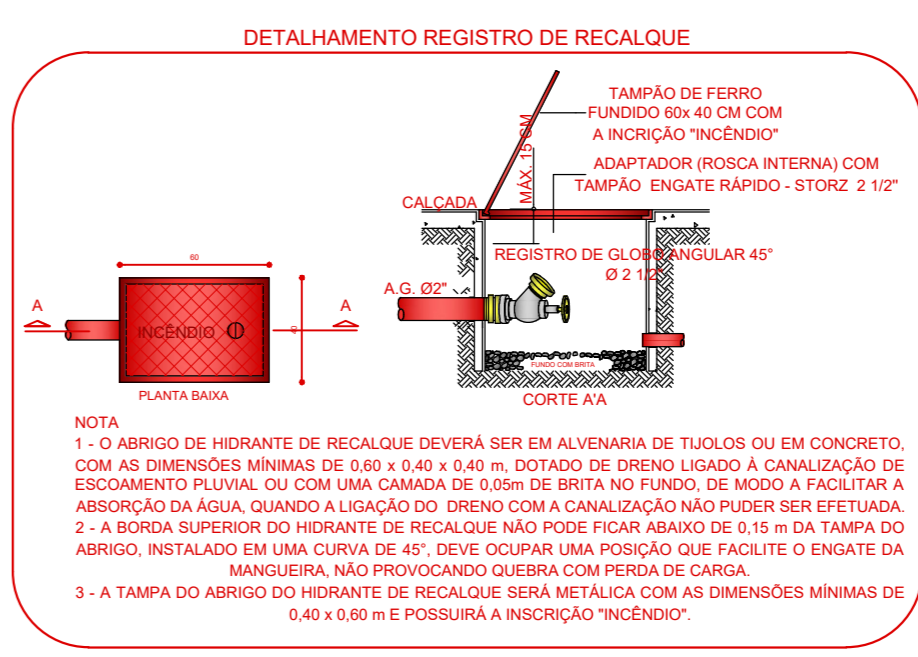 DETALHAMENTO REGISTRO DE RECALQUE
TAMPÃO DE FERRO
FUNDIDO 60x 40 CM COM
A INCRIÇÃO "INCÊNDIO"
MÁX. 15 CM
ADAPTADOR (ROSCA INTERNA) COM
TAMPÃO ENGATE RÁPIDO - STORZ 2 1/2"
CALÇADA
REGISTRO DE GLOBO ANGULAR 45°
Ø 2 1/2"
A.G. Ø2"
FUNDO COM BRITA
CORTE A'A
60
A
A
INCÊNDIO
40
PLANTA BAIXA
NOTA
1 - O ABRIGO DE HIDRANTE DE RECALQUE DEVERÁ SER EM ALVENARIA DE TIJOLOS OU EM CONCRETO,
COM AS DIMENSÕES MÍNIMAS DE 0,60 x 0,40 x 0,40 m, DOTADO DE DRENO LIGADO À CANALIZAÇÃO DE
ESCOAMENTO PLUVIAL OU COM UMA CAMADA DE 0,05m DE BRITA NO FUNDO, DE MODO A FACILITAR A
ABSORÇÃO DA ÁGUA, QUANDO A LIGAÇÃO DO DRENO COM A CANALIZAÇÃO NÃO PUDER SER EFETUADA.
2 - A BORDA SUPERIOR DO HIDRANTE DE RECALQUE NÃO PODE FICAR ABAIXO DE 0,15 m DA TAMPA DO
ABRIGO, INSTALADO EM UMA CURVA DE 45°, DEVE OCUPAR UMA POSIÇÃO QUE FACILITE O ENGATE DA
MANGUEIRA, NÃO PROVOCANDO QUEBRA COM PERDA DE CARGA.
3 - A TAMPA DO ABRIGO DO HIDRANTE DE RECALQUE SERÁ METÁLICA COM AS DIMENSÕES MÍNIMAS DE
0,40 x 0,60 m E POSSUIRÁ A INSCRIÇÃO "INCÊNDIO".